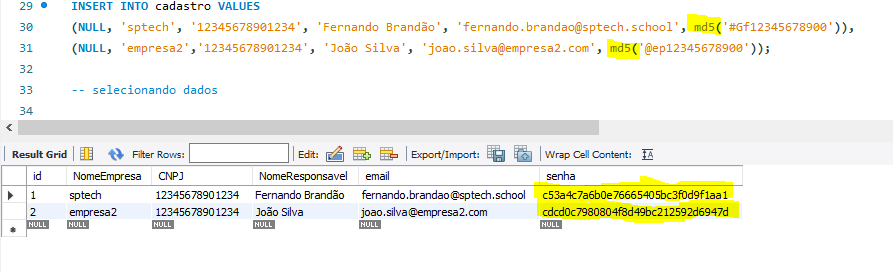 29 INSERT INTO cadastro VALUES
30 (NULL, 'sptech', '12345678901234', 'Fernando Brandão', 'fernando.brandao@sptech.school', md5('#Gf12345678900')),
31 (NULL, 'empresa2','12345678901234', 'João Silva', 'joao.silva@empresa2.com', md5('@ep12345678900'));
32
33 -- selecionando dados
34
Result Grid Filter Rows: Edit: Export/Import: Wrap Cell Content: IA
id NomeEmpresa CNPJ NomeResponsavel email senha
1 sptech 12345678901234 Fernando Brandão fernando.brandao@sptech.school c53a4c7a6b0e76665405bc3f0d9f1aa1
2 empresa2 12345678901234 João Silva joao.silva@empresa2.com cdcd0c7980804f8d49bc212592d6947d
NULL NULL NULL NULL NULL NULL